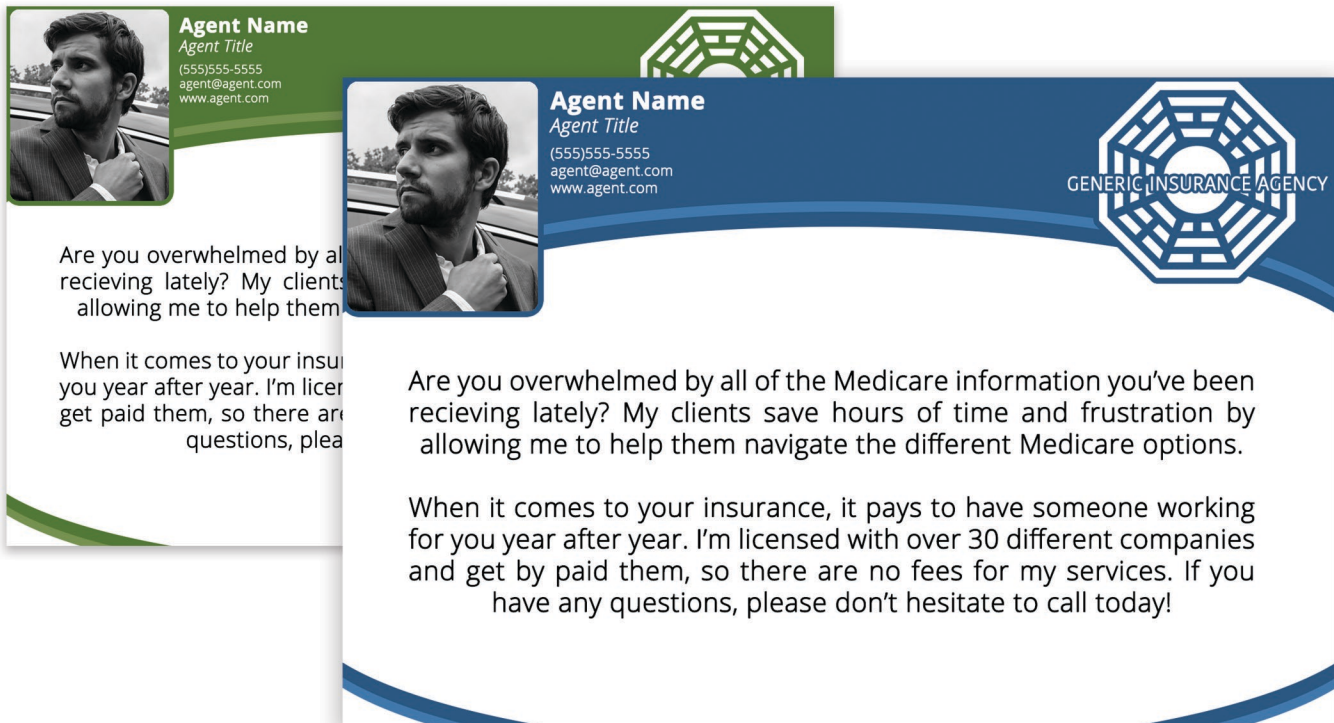 Agent Name
Agent Title
(555)555-5555
agent@agent.com
www.agent.com
Are you overwhelmed by al
recieving lately? My clients
allowing me to help them
When it comes to your insur
you year after year. I'm licen
get paid them, so there are
questions, plea
Agent Name
Agent Title
(555)555-5555
agent@agent.com
www.agent.com
GENERIC INSURANCE AGENCY
Are you overwhelmed by all of the Medicare information you've been
recieving lately? My clients save hours of time and frustration by
allowing me to help them navigate the different Medicare options.
When it comes to your insurance, it pays to have someone working
for you year after year. I'm licensed with over 30 different companies
and get by paid them, so there are no fees for my services. If you
have any questions, please don't hesitate to call today!